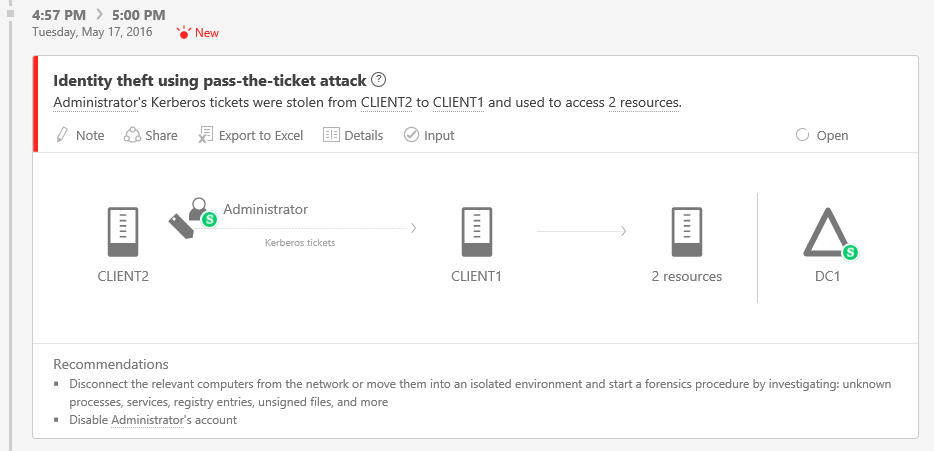 4:57 PM > 5:00 PM
Tuesday, May 17, 2016 New
Identity theft using pass-the-ticket attack ?
Administrator's Kerberos tickets were stolen from CLIENT2 to CLIENT1 and used to access 2 resources.
Note Share Export to Excel Details Input Open
Administrator
Kerberos tickets
CLIENT2 CLIENT1 2 resources DC1
S
S
Recommendations
Disconnect the relevant computers from the network or move them into an isolated environment and start a forensics procedure by investigating: unknown
processes, services, registry entries, unsigned files, and more
Disable Administrator's account